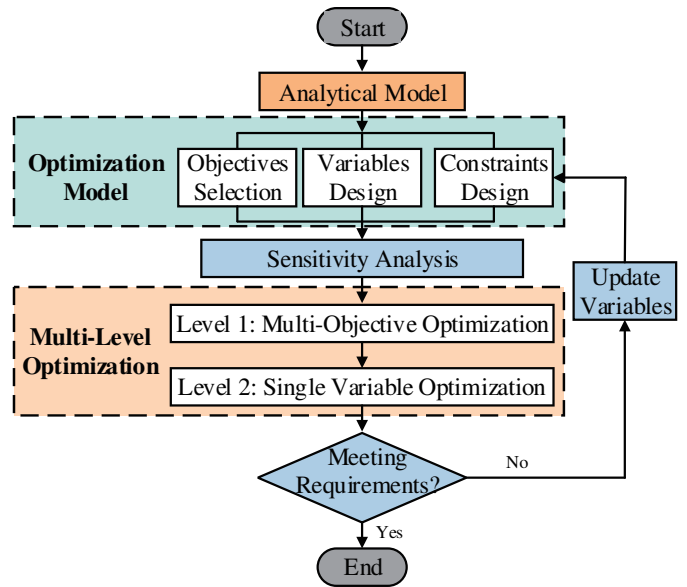 Start
Analytical Model
Optimization
Model
Objectives
Selection
Variables
Design
Constraints
Design
Sensitivity Analysis
Update
Variables
Multi-Level
Optimization
Level 1: Multi-Objective Optimization
Level 2: Single Variable Optimization
Meeting
Requirements?
No
Yes
End